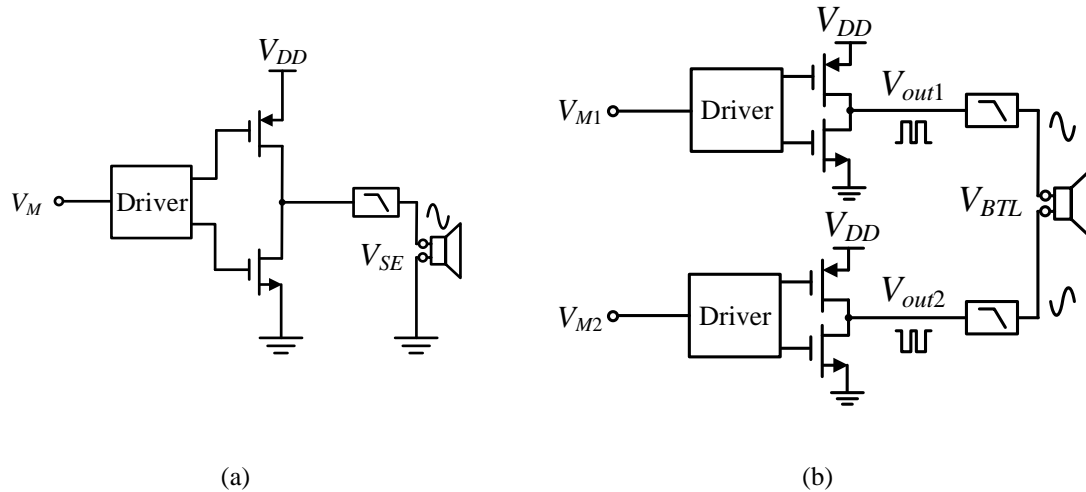 V_DD
Driver
V_M
V_SE
(a)
V_DD
V_M1
Driver
V_out1
V_BTL
V_DD
V_M2
Driver
V_out2
(b)